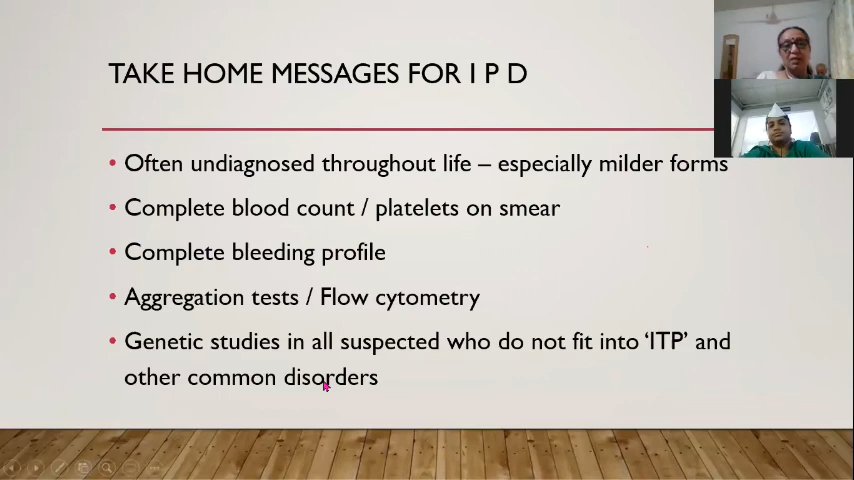 TAKE HOME MESSAGES FOR I P D
• Often undiagnosed throughout life – especially milder forms
• Complete blood count / platelets on smear
• Complete bleeding profile
• Aggregation tests / Flow cytometry
• Genetic studies in all suspected who do not fit into ‘ITP’ and
other common disorders